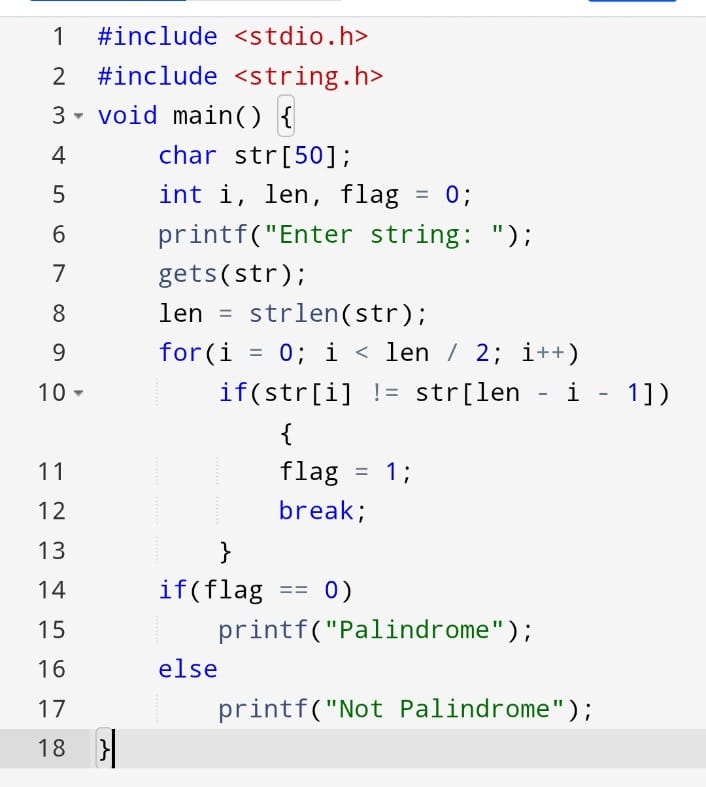 1 #include <stdio.h>
2 #include <string.h>
3 void main() {
4     char str[50];
5     int i, len, flag = 0;
6     printf("Enter string: ");
7     gets(str);
8     len = strlen(str);
9     for(i = 0; i < len / 2; i++)
10         if(str[i] != str[len - i - 1])
            {
11             flag = 1;
12             break;
13         }
14     if(flag == 0)
15         printf("Palindrome");
16     else
17         printf("Not Palindrome");
18 }